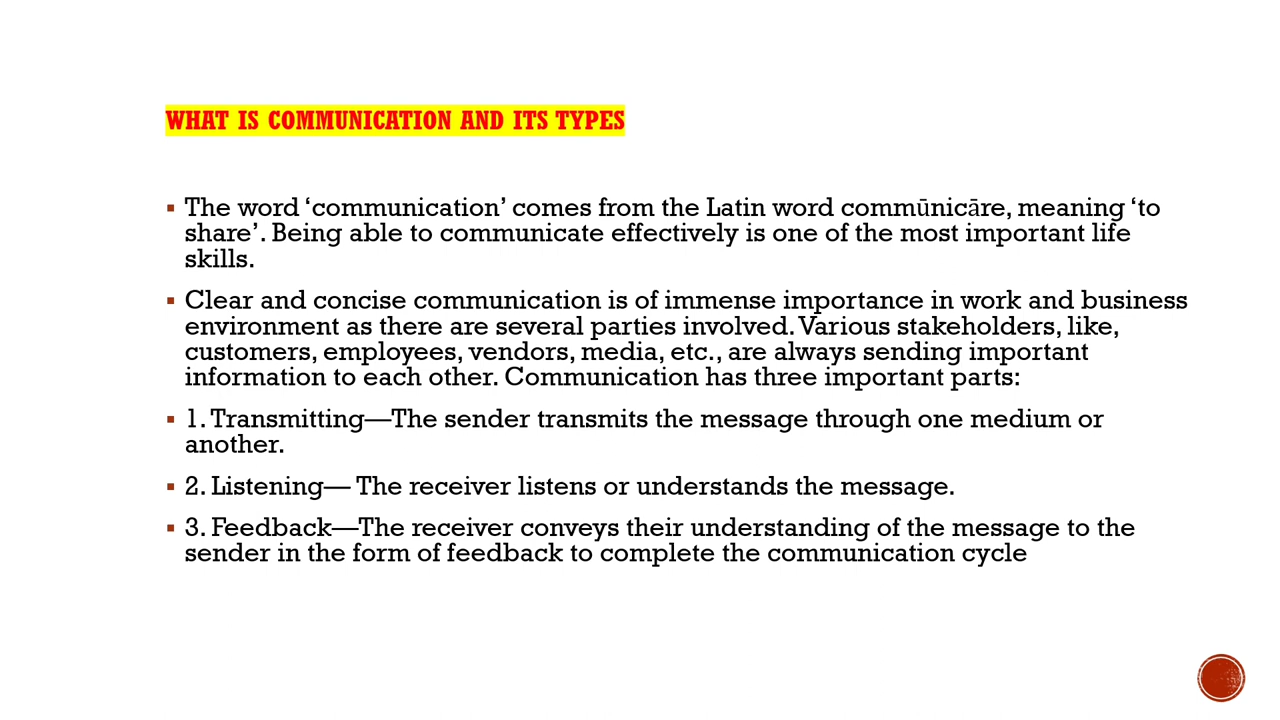 WHAT IS COMMUNICATION AND ITS TYPES
▪ The word ‘communication’ comes from the Latin word commūnicāre, meaning ‘to
share’. Being able to communicate effectively is one of the most important life
skills.
▪ Clear and concise communication is of immense importance in work and business
environment as there are several parties involved. Various stakeholders, like,
customers, employees, vendors, media, etc., are always sending important
information to each other. Communication has three important parts:
▪ 1. Transmitting—The sender transmits the message through one medium or
another.
▪ 2. Listening— The receiver listens or understands the message.
▪ 3. Feedback—The receiver conveys their understanding of the message to the
sender in the form of feedback to complete the communication cycle